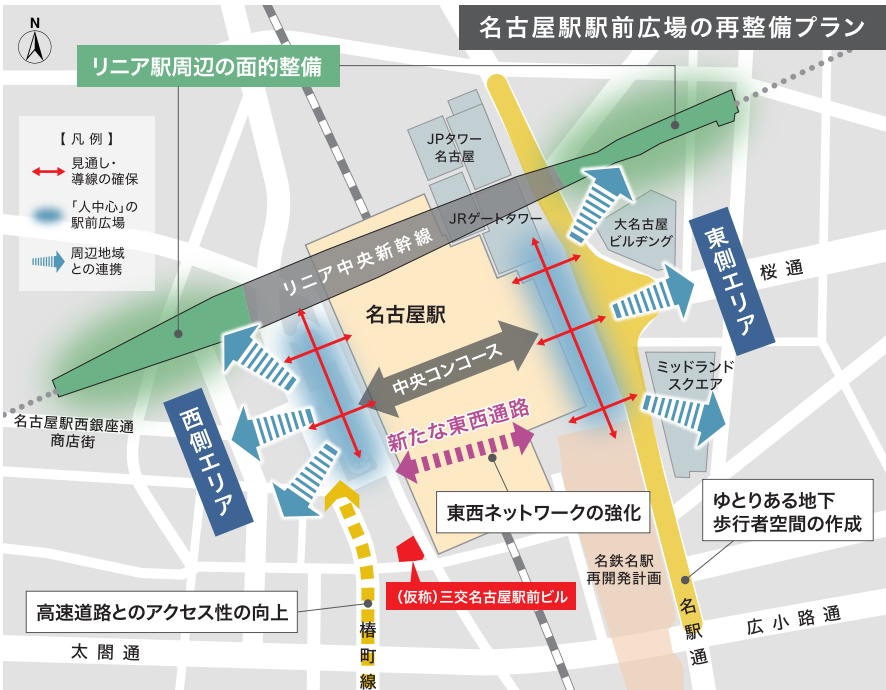 名古屋駅駅前広場の再整備プラン
N
リニア駅周辺の面的整備
【凡例】
見通し・
導線の確保
「人中心」の
駅前広場
周辺地域
との連携
JPタワー
名古屋
JRゲートタワー
大名古屋
ビルヂング
東側エリア
桜通
リニア中央新幹線
名古屋駅
中央コンコース
ミッドランド
スクエア
名古屋駅西銀座通
商店街
西側エリア
新たな東西通路
東西ネットワークの強化
ゆとりある地下
歩行者空間の作成
名鉄名駅
再開発計画
(仮称)三交名古屋駅前ビル
高速道路とのアクセス性の向上
椿町線
名駅通
広小路通
太閤通